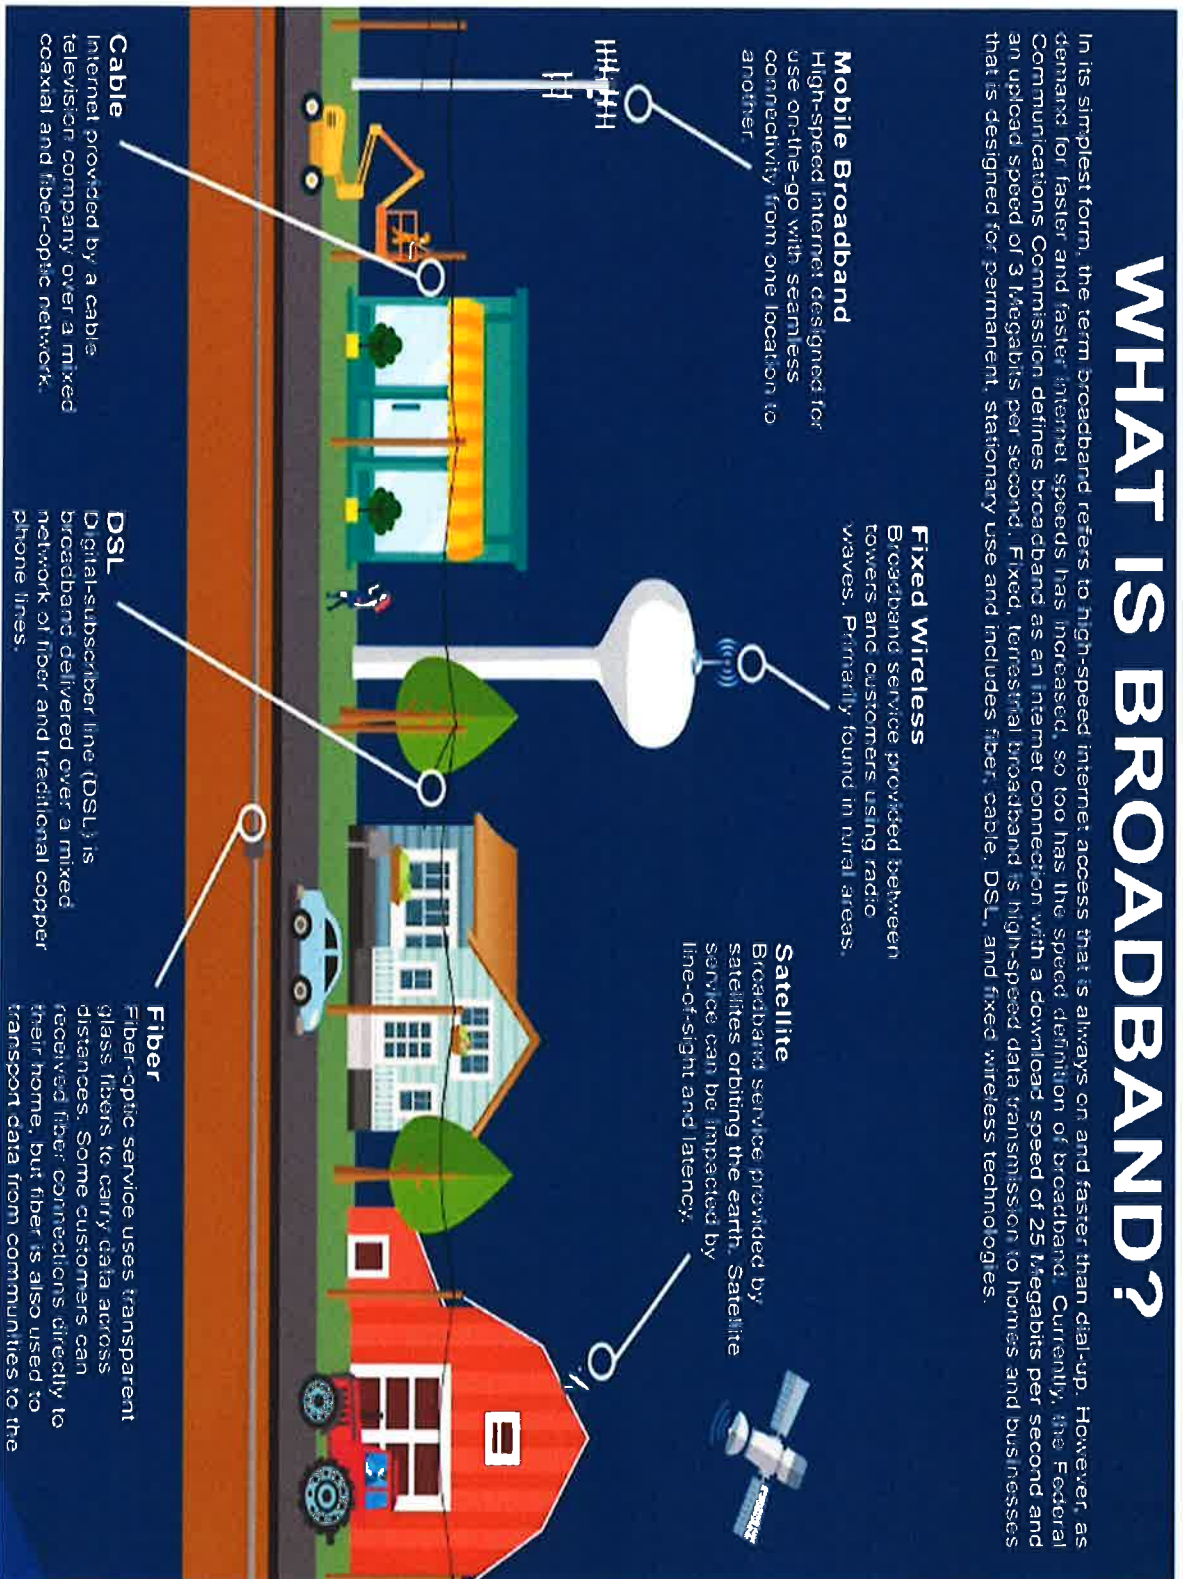 WHAT IS BROADBAND?
In its simplest form, the term broadband refers to high-speed internet access that is always on and faster than dial-up. However, as
demand for faster and faster internet speeds has increased, so too has the speed definition of broadband. Currently, the Federal
Communications Commission defines broadband as an internet connection with a download speed of 25 Megabits per second and
an upload speed of 3 Megabits per second. Fixed, terrestrial broadband is high-speed data transmission to homes and businesses
that is designed for permanent, stationary use and includes fiber, cable, DSL, and fixed wireless technologies.
Mobile Broadband
High-speed internet designed for
use on-the-go with seamless
connectivity from one location to
another.
Fixed Wireless
Broadband service provided between
towers and customers using radio
waves. Primarily found in rural areas.
Satellite
Broadband service provided by
satellites orbiting the earth. Satellite
service can be impacted by
line-of-sight and latency.
Cable
Internet provided by a cable
television company over a mixed
coaxial and fiber-optic network.
DSL
Digital-subscriber line (DSL) is
broadband delivered over a mixed
network of fiber and traditional copper
phone lines.
Fiber
Fiber-optic service uses transparent
glass fibers to carry data across
distances. Some customers can
received fiber connections directly to
their home, but fiber is also used to
transport data from communities to the